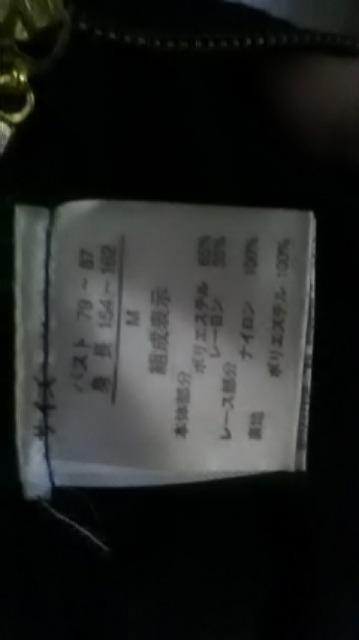 サイズ
バスト 79～87
身長 154～162
M
組成表示
本体部分
ポリエステル 65%
レーヨン 35%
レース部分
ナイロン 100%
裏地
ポリエステル 100%